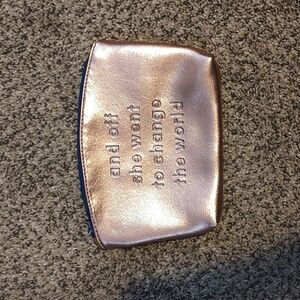 and off
she went
to change
the world